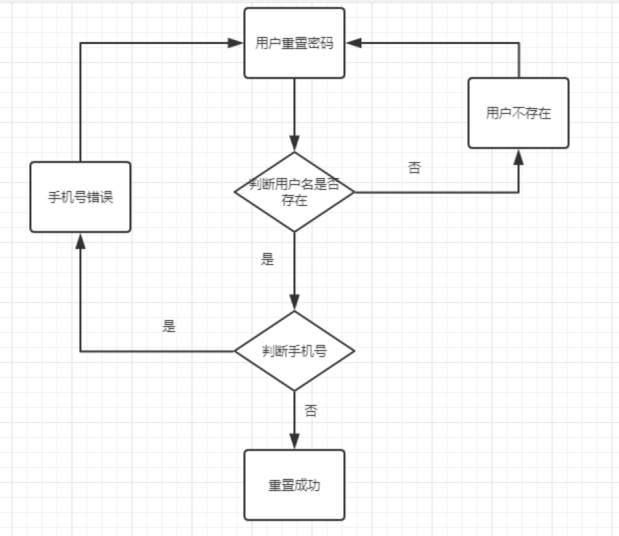 用户重置密码
用户不存在
否
判断用户名是否
存在
手机号错误
是
是
判断手机号
否
重置成功